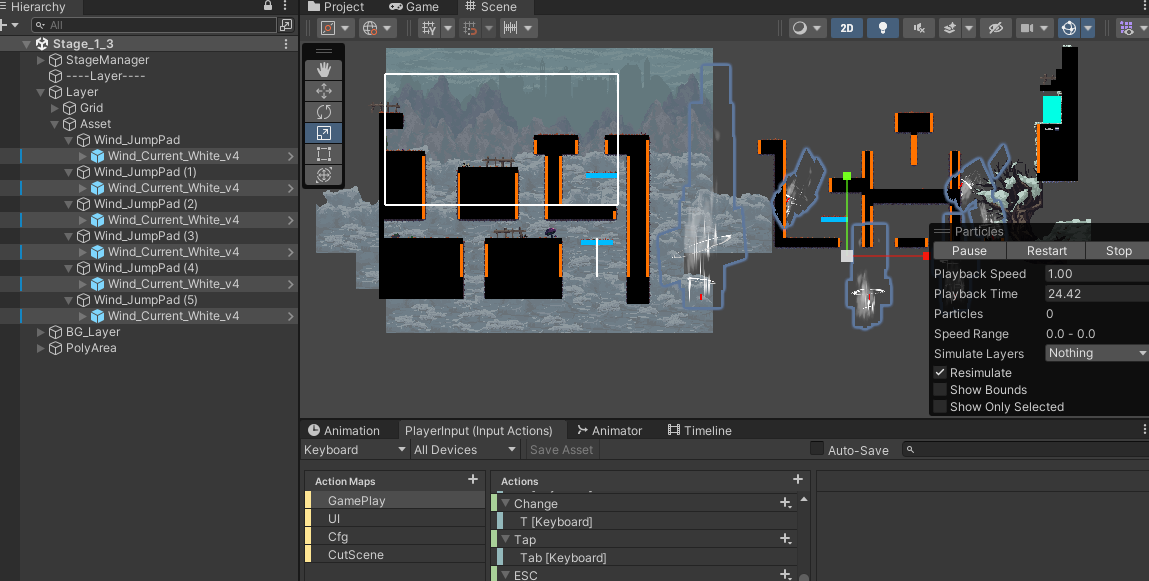 Hierarchy
All
Stage_1_3
StageManager
----Layer----
Layer
Grid
Asset
Wind_JumpPad
Wind_Current_White_v4
Wind_JumpPad (1)
Wind_Current_White_v4
Wind_JumpPad (2)
Wind_Current_White_v4
Wind_JumpPad (3)
Wind_Current_White_v4
Wind_JumpPad (4)
Wind_Current_White_v4
Wind_JumpPad (5)
Wind_Current_White_v4
BG_Layer
PolyArea
Project Game Scene
2D
Particles
Pause Restart Stop
Playback Speed 1.00
Playback Time 24.42
Particles 0
Speed Range 0.0 - 0.0
Simulate Layers Nothing
Resimulate
Show Bounds
Show Only Selected
Animation PlayerInput (Input Actions) Animator Timeline
Keyboard All Devices Save Asset Auto-Save
Action Maps
GamePlay
UI
Cfg
CutScene
Actions
Change
T [Keyboard]
Tap
Tab [Keyboard]
ESC